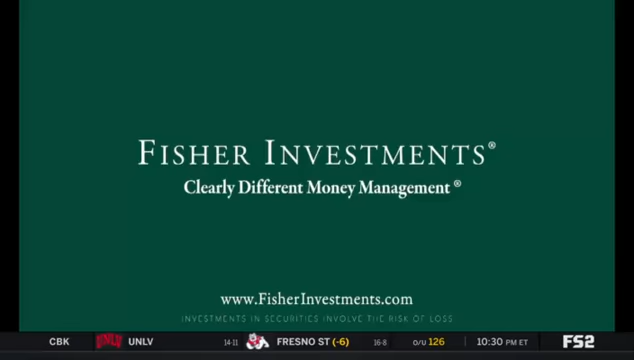 FISHER INVESTMENTS®
Clearly Different Money Management®
www.FisherInvestments.com
INVESTMENTS IN SECURITIES INVOLVE THE RISK OF LOSS
CBK UNLV UNLV 14-11 FRESNO ST (-6) 16-8 O/U 126 10:30 PM ET FS2